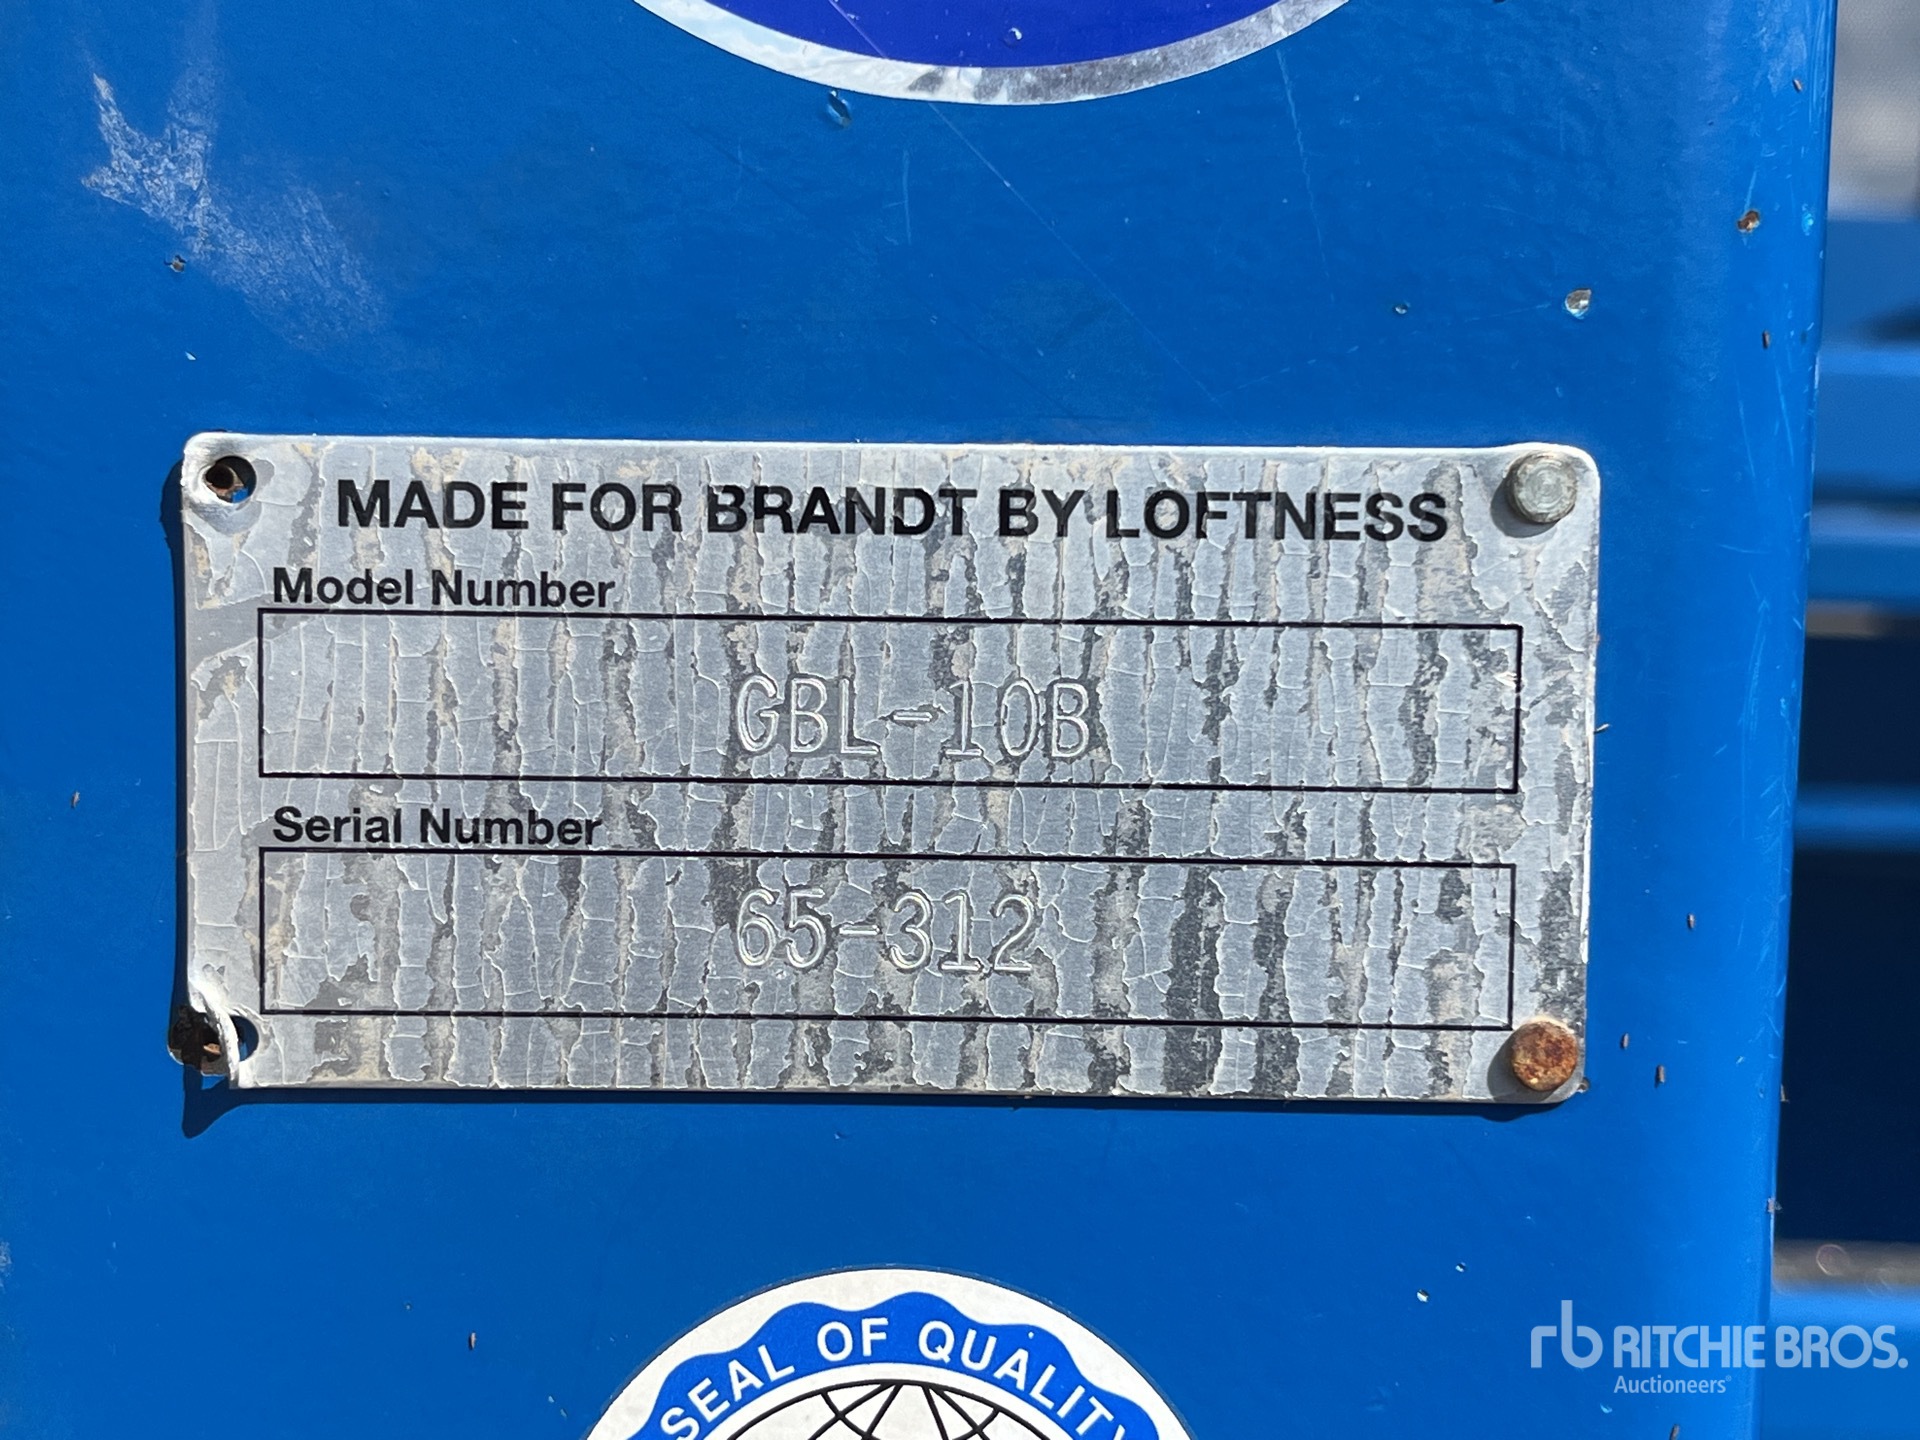 MADE FOR BRANDT BY LOFTNESS
Model Number
GBL-10B
Serial Number
65-312
SEAL OF QUALITY
rb RITCHIE BROS.
Auctioneers